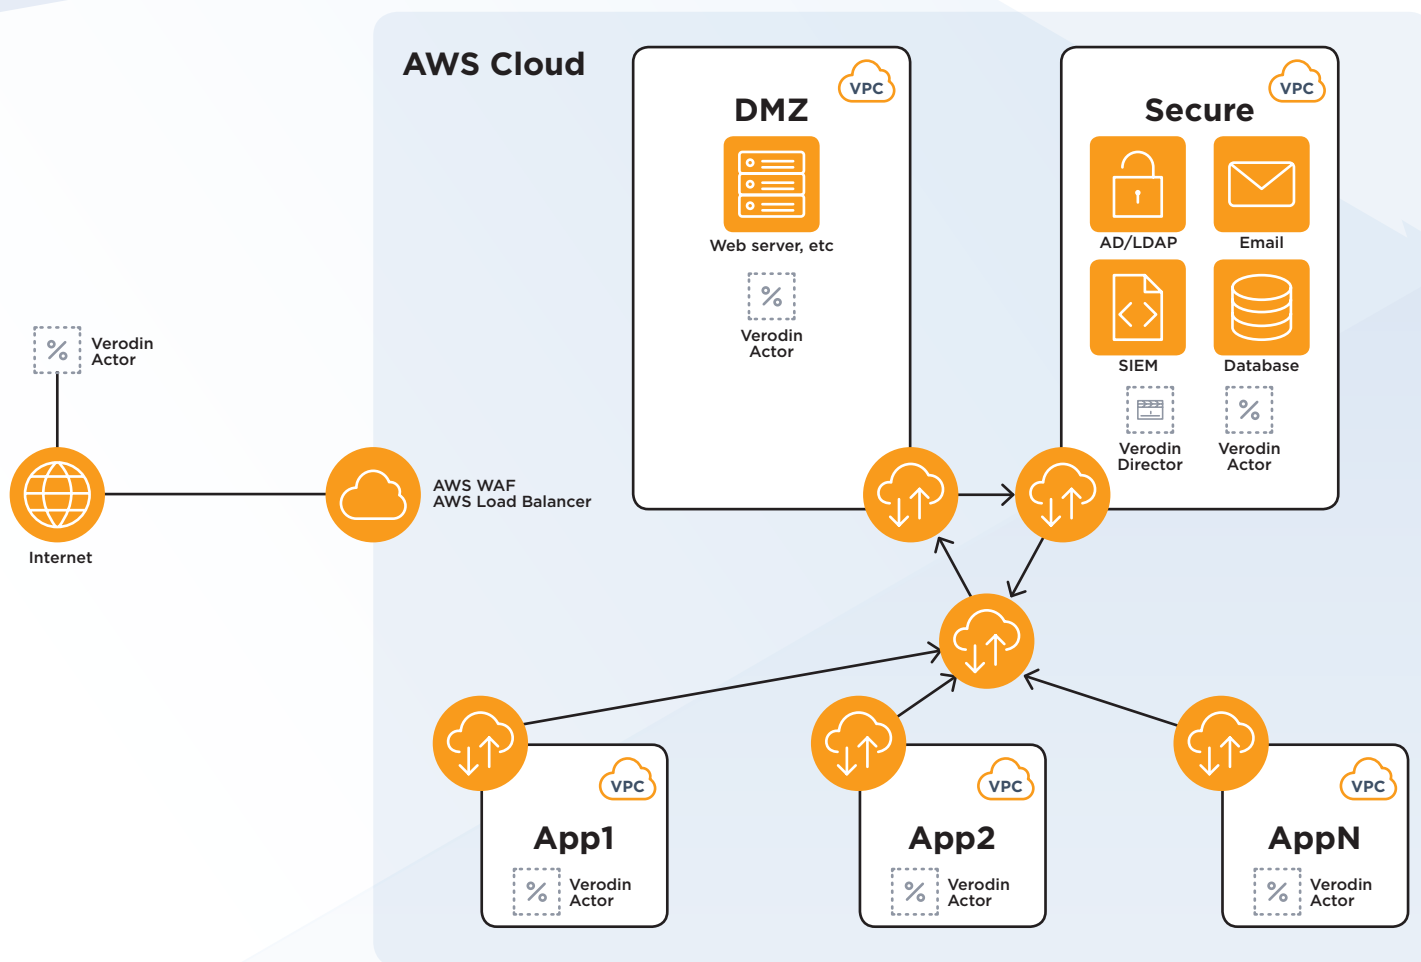 AWS Cloud
VPC
DMZ
Web server, etc
Verodin
Actor
VPC
Secure
AD/LDAP
Email
SIEM
Database
Verodin
Director
Verodin
Actor
Verodin
Actor
Internet
AWS WAF
AWS Load Balancer
VPC
App1
Verodin
Actor
VPC
App2
Verodin
Actor
VPC
AppN
Verodin
Actor